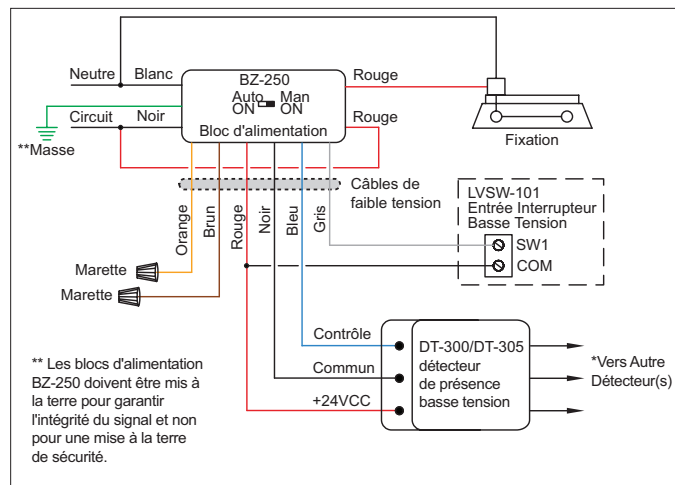 Neutre
Blanc
BZ-250
Rouge
Auto Man
ON ON
Rouge
Circuit
Noir
Bloc d'alimentation
**Masse
Fixation
Câbles de
faible tension
LVSW-101
Entrée Interrupteur
Basse Tension
SW1
COM
Orange
Brun
Rouge
Noir
Bleu
Gris
Marette
Marette
Contrôle
Commun
+24VCC
DT-300/DT-305
détecteur
de présence
basse tension
*Vers Autre
Détecteur(s)
** Les blocs d'alimentation
BZ-250 doivent être mis à
la terre pour garantir
l'intégrité du signal et non
pour une mise à la terre
de sécurité.